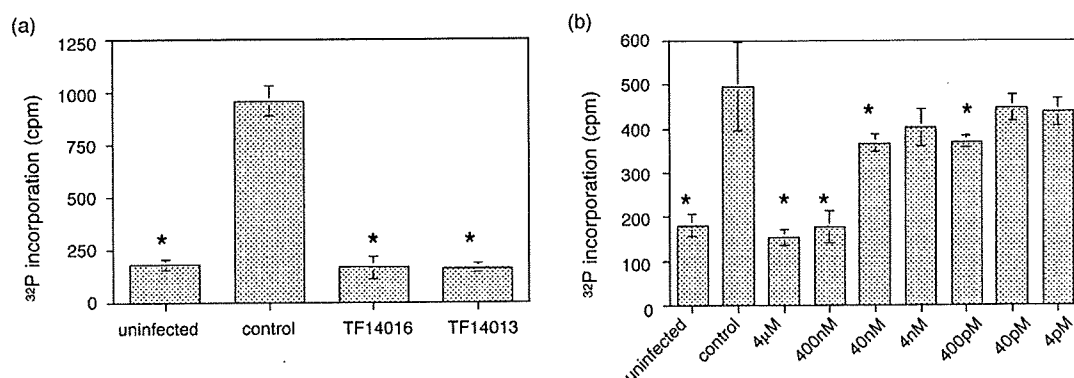 (a)
1250
1000
750
500
250
0
³²P incorporation (cpm)
*
*
*
uninfected
control
TF14016
TF14013
(b)
600
500
400
300
200
100
0
³²P incorporation (cpm)
*
*
*
*
*
uninfected
control
4µM
400nM
40nM
4nM
400pM
40pM
4pM